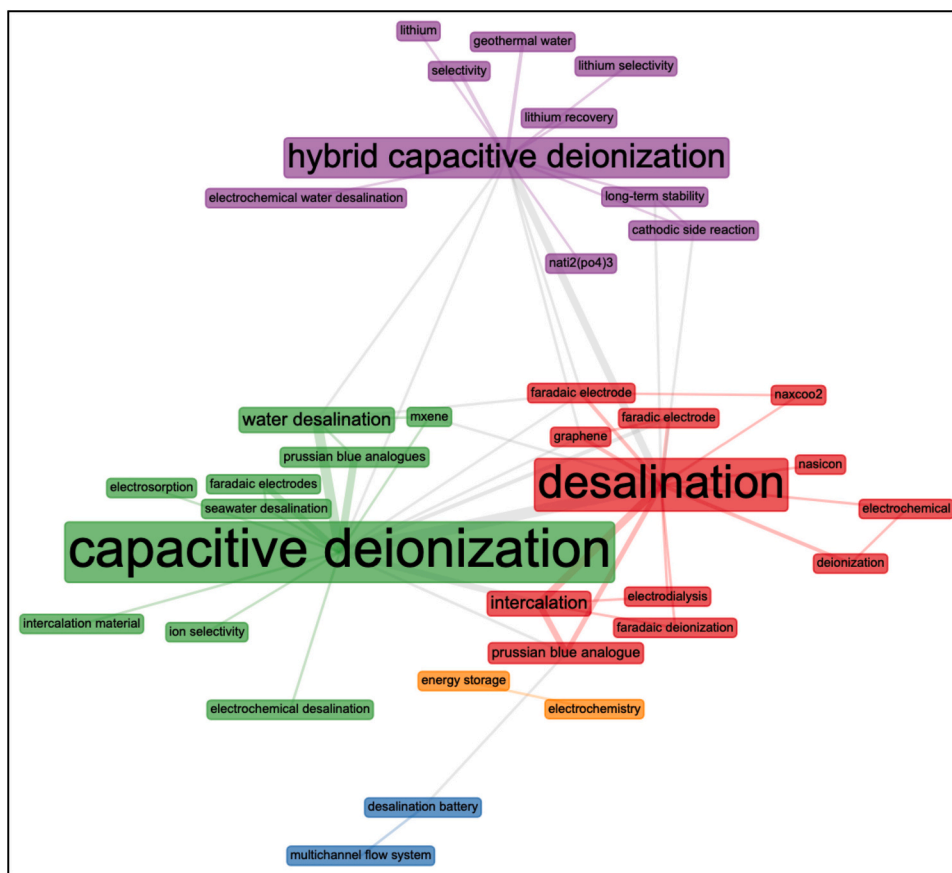 lithium
geothermal water
selectivity
lithium selectivity
lithium recovery
hybrid capacitive deionization
electrochemical water desalination
long-term stability
cathodic side reaction
nati2(po4)3
faradaic electrode
naxcoo2
water desalination
mxene
faradic electrode
graphene
prussian blue analogues
desalination
nasicon
electrosorption
faradaic electrodes
seawater desalination
electrochemical
capacitive deionization
deionization
intercalation
electrodialysis
intercalation material
ion selectivity
faradaic deionization
prussian blue analogue
energy storage
electrochemical desalination
electrochemistry
desalination battery
multichannel flow system